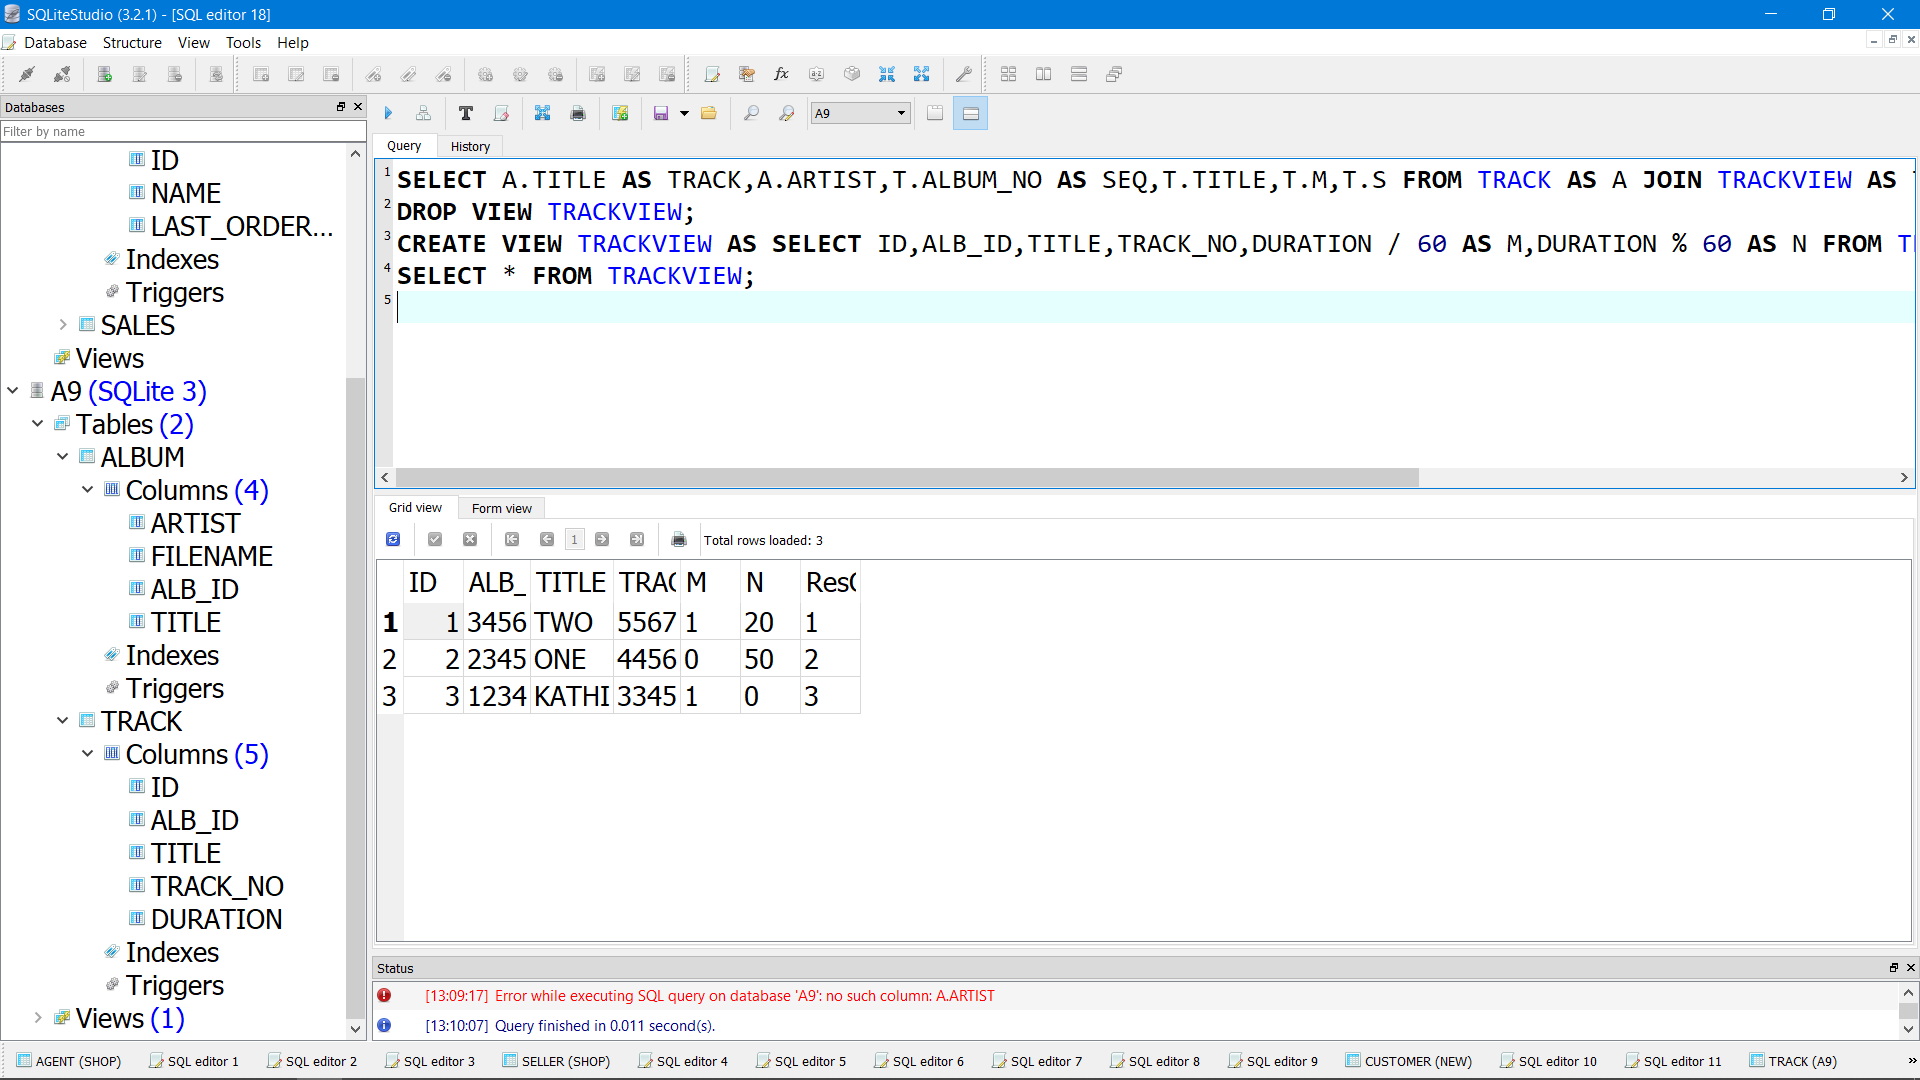 SQLiteStudio (3.2.1) - [SQL editor 18]
Database Structure View Tools Help
Databases
Filter by name
ID
NAME
LAST_ORDER...
Indexes
Triggers
SALES
Views
A9 (SQLite 3)
Tables (2)
ALBUM
Columns (4)
ARTIST
FILENAME
ALB_ID
TITLE
Indexes
Triggers
TRACK
Columns (5)
ID
ALB_ID
TITLE
TRACK_NO
DURATION
Indexes
Triggers
Views (1)
A9
Query History
1 SELECT A.TITLE AS TRACK,A.ARTIST,T.ALBUM_NO AS SEQ,T.TITLE,T.M,T.S FROM TRACK AS A JOIN TRACKVIEW AS
2 DROP VIEW TRACKVIEW;
3 CREATE VIEW TRACKVIEW AS SELECT ID,ALB_ID,TITLE,TRACK_NO,DURATION / 60 AS M,DURATION % 60 AS N FROM
4 SELECT * FROM TRACKVIEW;
5
Grid view Form view
1 Total rows loaded: 3
ID ALB_ TITLE TRAC M N Res
1 1 3456 TWO 5567 1 20 1
2 2 2345 ONE 4456 0 50 2
3 3 1234 KATHI 3345 1 0 3
Status
[13:09:17] Error while executing SQL query on database 'A9': no such column: A.ARTIST
[13:10:07] Query finished in 0.011 second(s).
AGENT (SHOP) SQL editor 1 SQL editor 2 SQL editor 3 SELLER (SHOP) SQL editor 4 SQL editor 5 SQL editor 6 SQL editor 7 SQL editor 8 SQL editor 9 CUSTOMER (NEW) SQL editor 10 SQL editor 11 TRACK (A9) »